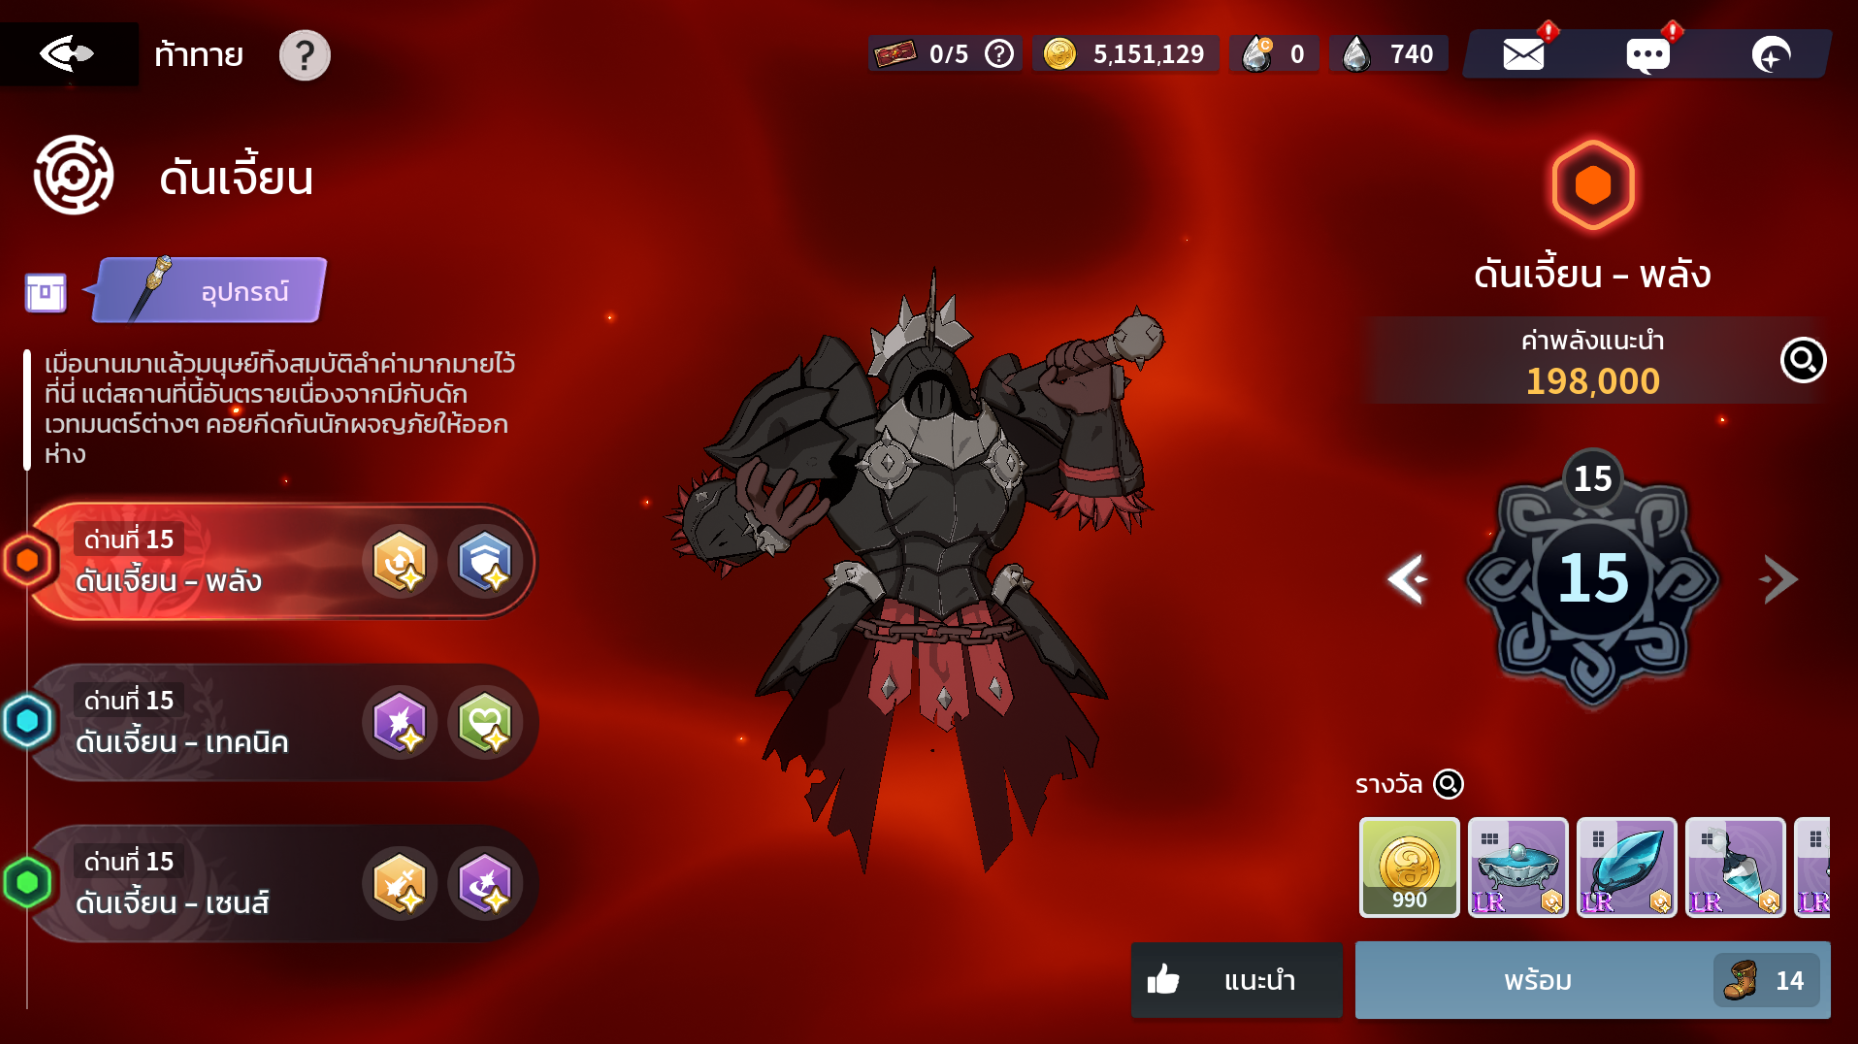 ท้าทาย
?
0/5
?
5,151,129
0
740
ดันเจี้ยน
อุปกรณ์
เมื่อนานมาแล้วมนุษย์ทิ้งสมบัติล้ำค่ามากมายไว้
ที่นี่ แต่สถานที่นี้อันตรายเนื่องจากมีกับดัก
เวทมนตร์ต่างๆ คอยกีดกันนักผจญภัยให้ออก
ห่าง
ด่านที่ 15
ดันเจี้ยน - พลัง
ด่านที่ 15
ดันเจี้ยน - เทคนิค
ด่านที่ 15
ดันเจี้ยน - เซนส์
ดันเจี้ยน - พลัง
ค่าพลังแนะนำ
198,000
15
15
รางวัล
990
LR
LR
LR
LR
แนะนำ
พร้อม
14